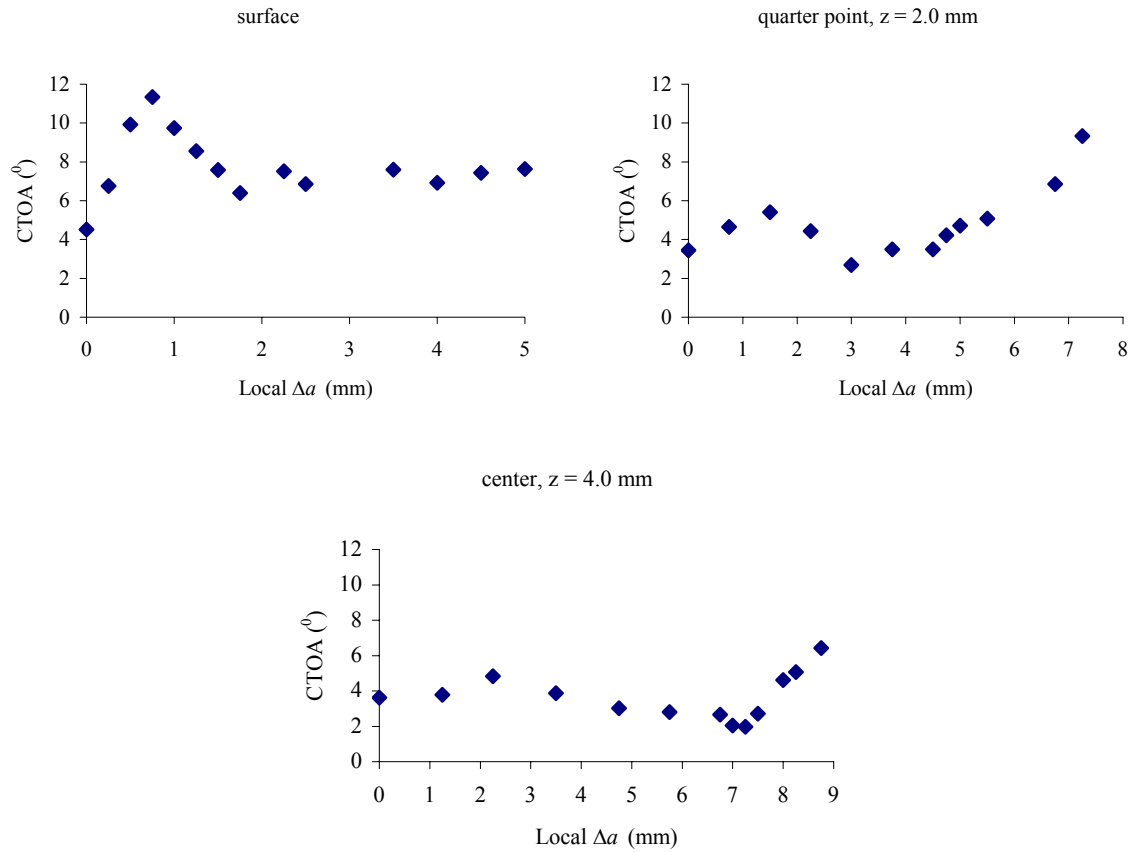 surface
12
10
8
6
4
2
0
CTOA (⁰)
0 1 2 3 4 5
Local Δa (mm)
quarter point, z = 2.0 mm
12
10
8
6
4
2
0
CTOA (⁰)
0 1 2 3 4 5 6 7 8
Local Δa (mm)
center, z = 4.0 mm
12
10
8
6
4
2
0
CTOA (⁰)
0 1 2 3 4 5 6 7 8 9
Local Δa (mm)